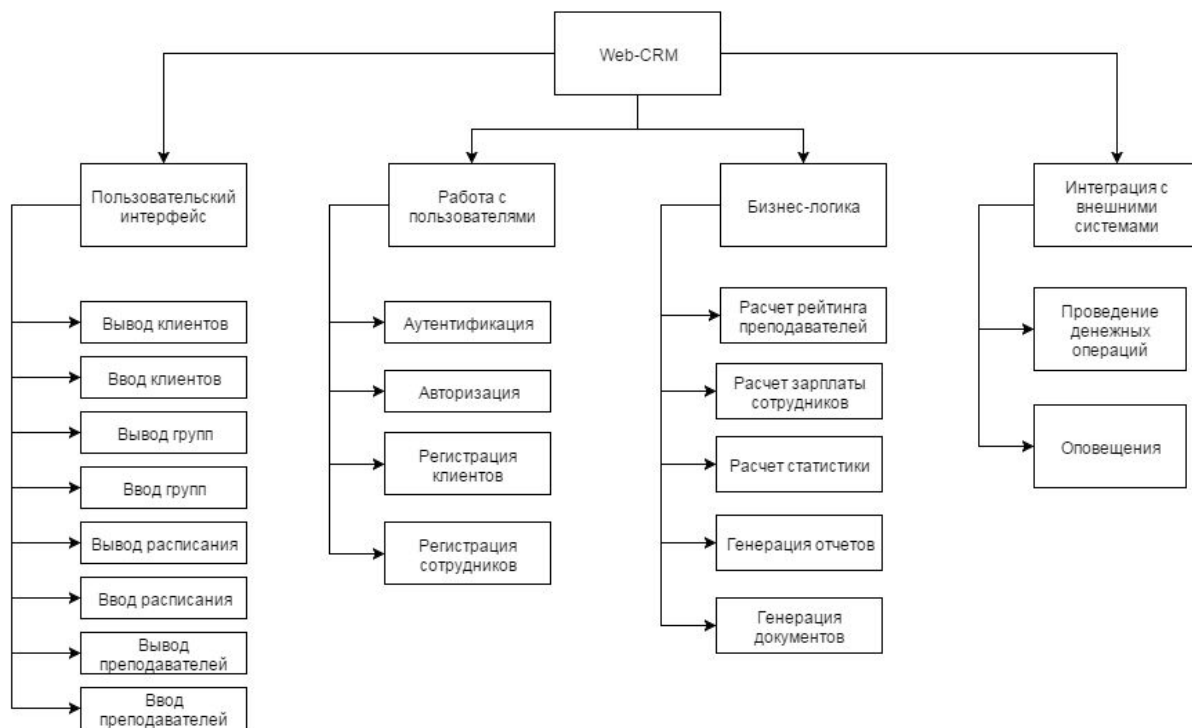 Web-CRM
Пользовательский
интерфейс
Вывод клиентов
Ввод клиентов
Вывод групп
Ввод групп
Вывод расписания
Ввод расписания
Вывод
преподавателей
Ввод
преподавателей
Работа с
пользователями
Аутентификация
Авторизация
Регистрация
клиентов
Регистрация
сотрудников
Бизнес-логика
Расчет рейтинга
преподавателей
Расчет зарплаты
сотрудников
Расчет статистики
Генерация отчетов
Генерация
документов
Интеграция с
внешними
системами
Проведение
денежных
операций
Оповещения